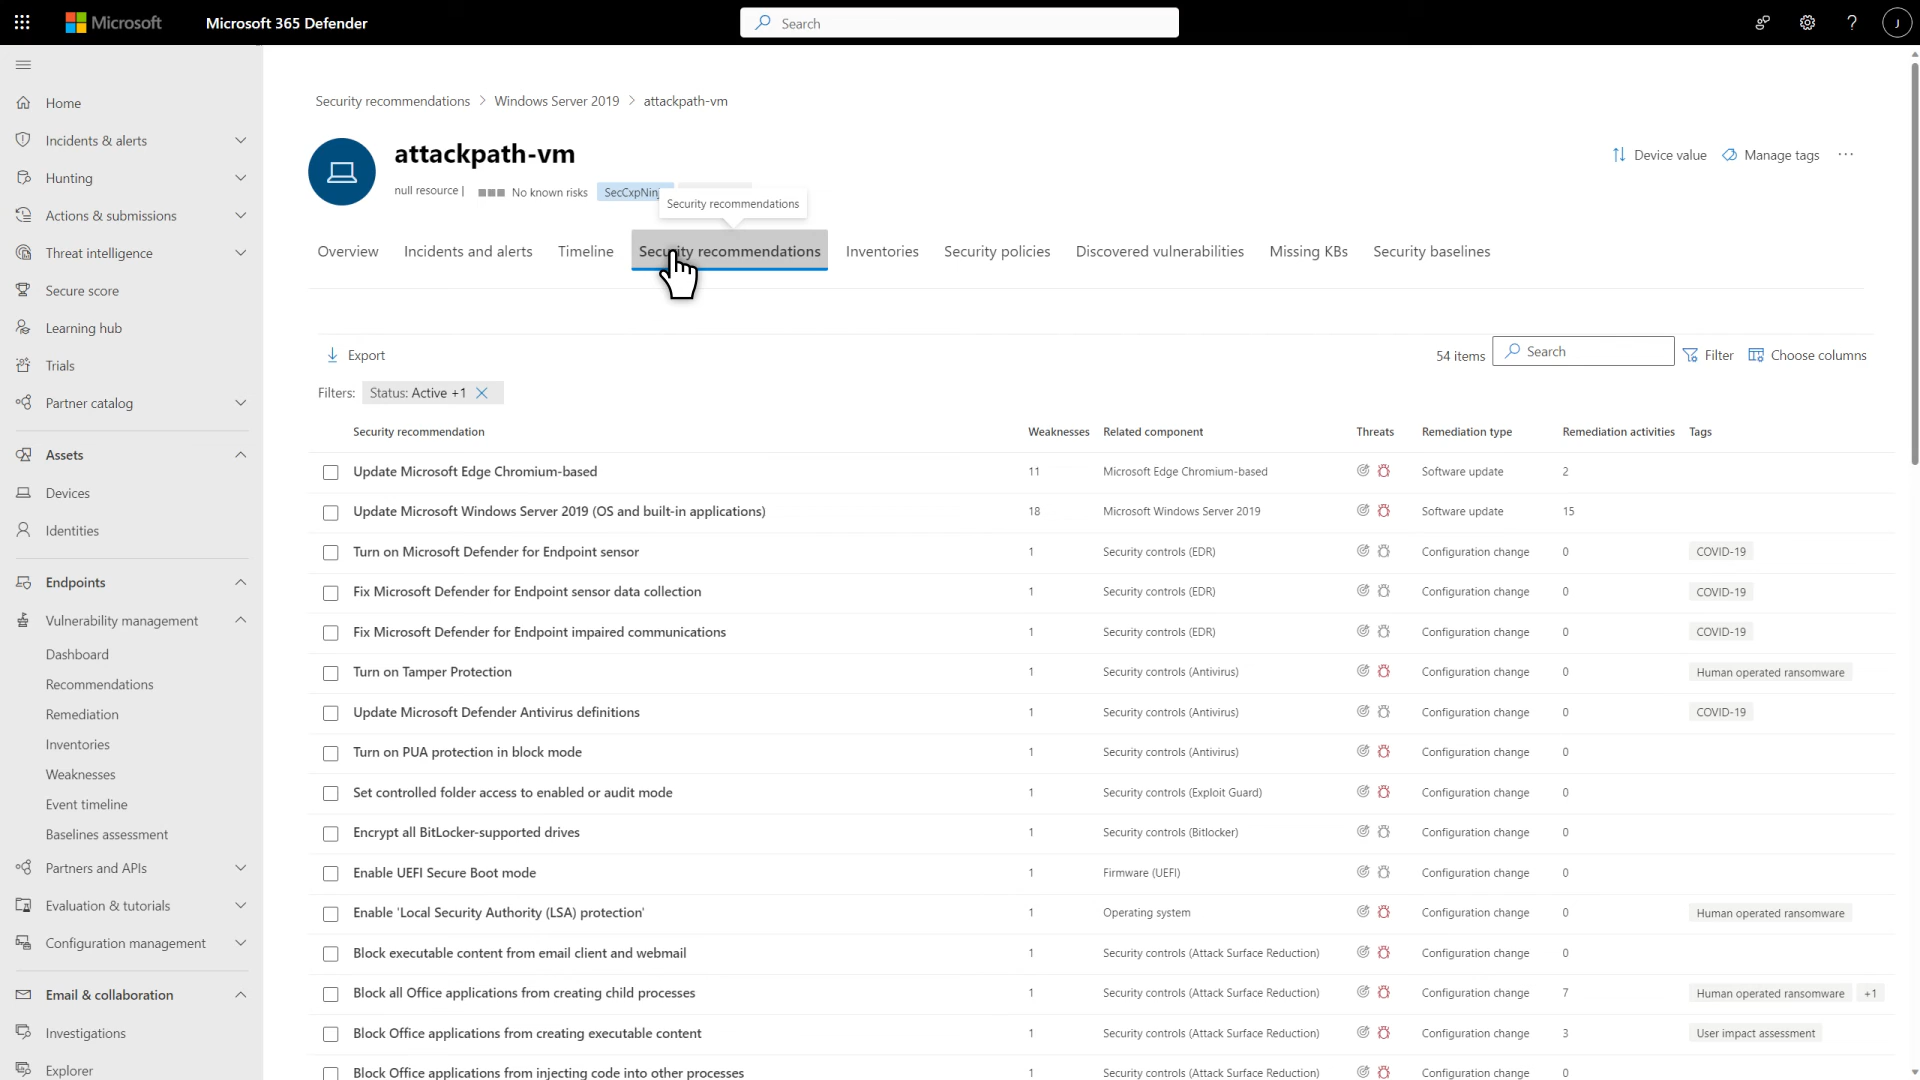 Microsoft
Microsoft 365 Defender
Search
J
Home
Incidents & alerts
Hunting
Actions & submissions
Threat intelligence
Secure score
Learning hub
Trials
Partner catalog
Assets
Devices
Identities
Endpoints
Vulnerability management
Dashboard
Recommendations
Remediation
Inventories
Weaknesses
Event timeline
Baselines assessment
Partners and APIs
Evaluation & tutorials
Configuration management
Email & collaboration
Investigations
Explorer
Security recommendations > Windows Server 2019 > attackpath-vm
attackpath-vm
Device value Manage tags ...
null resource | No known risks
Security recommendations
Overview Incidents and alerts Timeline Security recommendations Inventories Security policies Discovered vulnerabilities Missing KBs Security baselines
Export 54 items Search Filter Choose columns
Filters: Status: Active +1
Security recommendation Weaknesses Related component Threats Remediation type Remediation activities Tags
Update Microsoft Edge Chromium-based 11 Microsoft Edge Chromium-based Software update 2
Update Microsoft Windows Server 2019 (OS and built-in applications) 18 Microsoft Windows Server 2019 Software update 15
Turn on Microsoft Defender for Endpoint sensor 1 Security controls (EDR) Configuration change 0 COVID-19
Fix Microsoft Defender for Endpoint sensor data collection 1 Security controls (EDR) Configuration change 0 COVID-19
Fix Microsoft Defender for Endpoint impaired communications 1 Security controls (EDR) Configuration change 0 COVID-19
Turn on Tamper Protection 1 Security controls (Antivirus) Configuration change 0 Human operated ransomware
Update Microsoft Defender Antivirus definitions 1 Security controls (Antivirus) Configuration change 0 COVID-19
Turn on PUA protection in block mode 1 Security controls (Antivirus) Configuration change 0
Set controlled folder access to enabled or audit mode 1 Security controls (Exploit Guard) Configuration change 0
Encrypt all BitLocker-supported drives 1 Security controls (Bitlocker) Configuration change 0
Enable UEFI Secure Boot mode 1 Firmware (UEFI) Configuration change 0
Enable 'Local Security Authority (LSA) protection' 1 Operating system Configuration change 0 Human operated ransomware
Block executable content from email client and webmail 1 Security controls (Attack Surface Reduction) Configuration change 0
Block all Office applications from creating child processes 1 Security controls (Attack Surface Reduction) Configuration change 7 Human operated ransomware +1
Block Office applications from creating executable content 1 Security controls (Attack Surface Reduction) Configuration change 3 User impact assessment
Block Office applications from injecting code into other processes 1 Security controls (Attack Surface Reduction) Configuration change 0